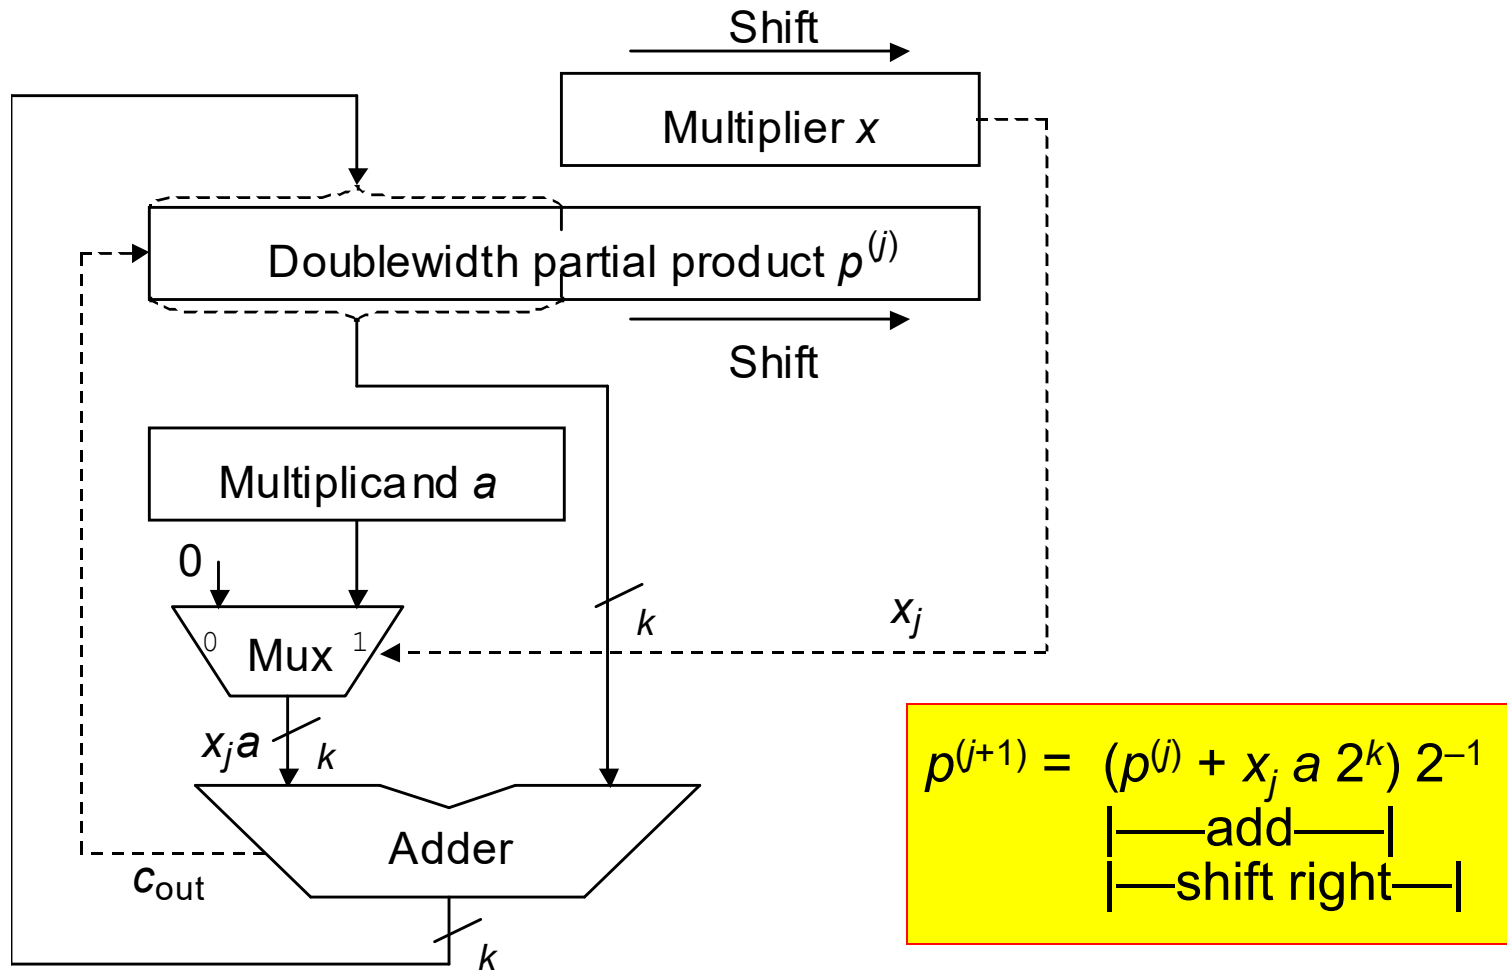 Shift
Multiplier x
Doublewidth partial product p(j)
Shift
Multiplicand a
0
0 Mux 1
k
xj
xj a
k
Adder
cout
k
p(j+1) = (p(j) + xj a 2k) 2–1
add
shift right